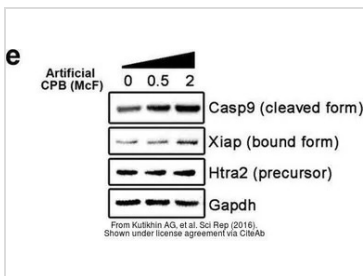 e
Artificial
CPB (McF)
0 0.5 2
Casp9 (cleaved form)
Xiap (bound form)
Htra2 (precursor)
Gapdh
From Kutikhin AG, et al. Sci Rep (2016).
Shown under license agreement via CiteAb